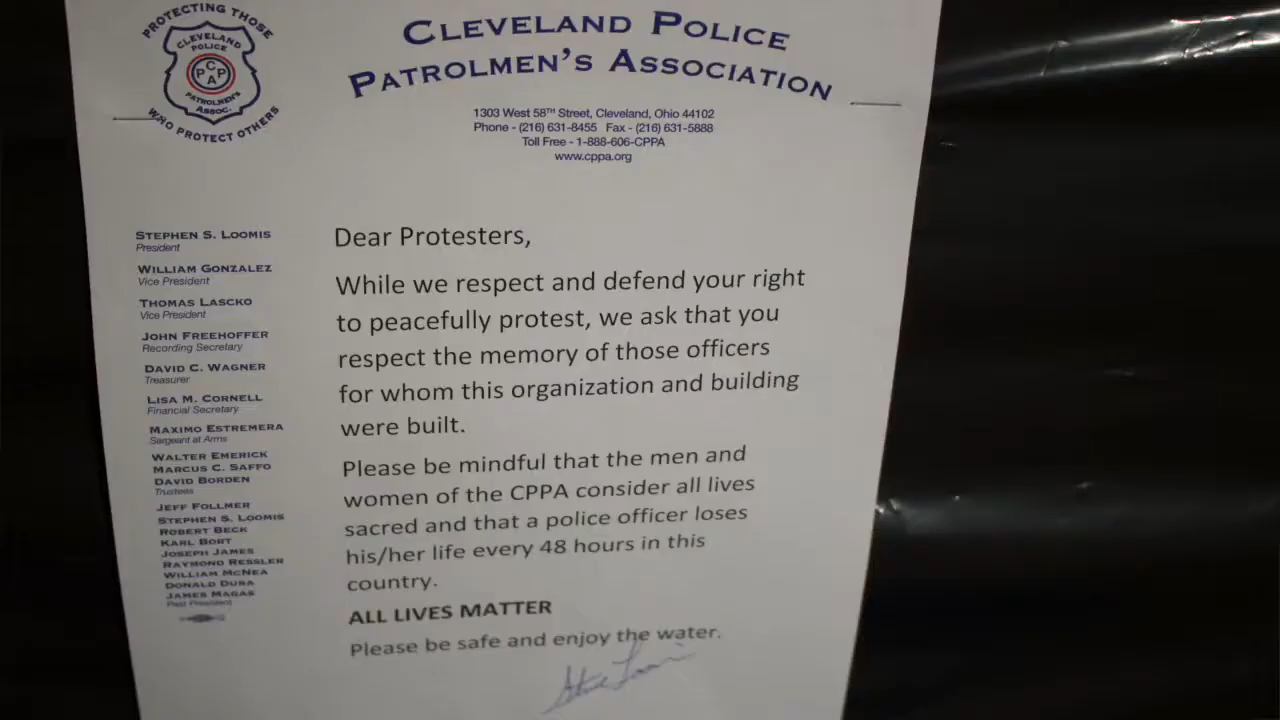 PROTECTING THOSE
CLEVELAND
POLICE
C
P P
A
PATROLMEN'S
ASSOC.
WHO PROTECT OTHERS
CLEVELAND POLICE
PATROLMEN'S ASSOCIATION
1303 West 58TH Street, Cleveland, Ohio 44102
Phone - (216) 631-8455 Fax - (216) 631-5888
Toll Free - 1-888-606-CPPA
www.cppa.org
STEPHEN S. LOOMIS
President
WILLIAM GONZALEZ
Vice President
THOMAS LASCKO
Vice President
JOHN FREEHOFFER
Recording Secretary
DAVID C. WAGNER
Treasurer
LISA M. CORNELL
Financial Secretary
MAXIMO ESTREMERA
Sargeant at Arms
WALTER EMERICK
MARCUS C. SAFFO
DAVID BORDEN
Trustees
JEFF FOLLMER
STEPHEN S. LOOMIS
ROBERT BECK
KARL BORT
JOSEPH JAMES
RAYMOND RESSLER
WILLIAM MCNEA
DONALD DUBA
JAMES MAGAS
Past President
Dear Protesters,
While we respect and defend your right
to peacefully protest, we ask that you
respect the memory of those officers
for whom this organization and building
were built.
Please be mindful that the men and
women of the CPPA consider all lives
sacred and that a police officer loses
his/her life every 48 hours in this
country.
ALL LIVES MATTER
Please be safe and enjoy the water.
Steve Loomis